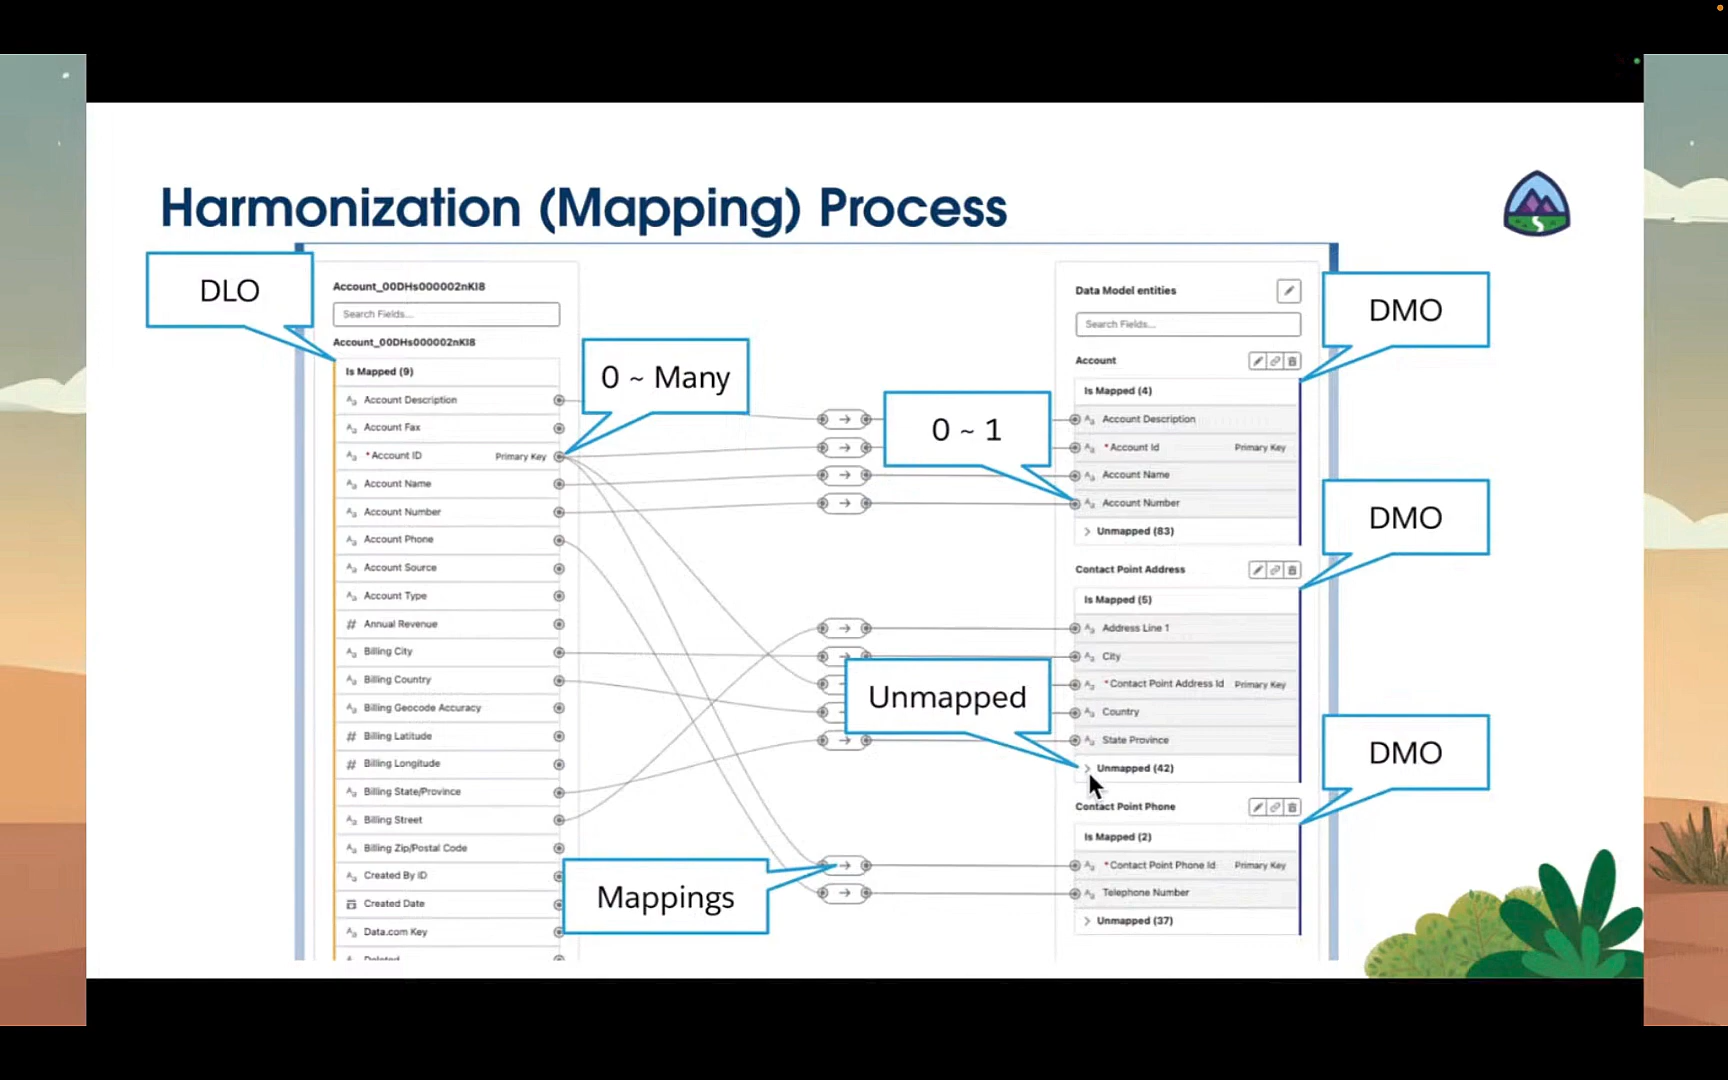 Harmonization (Mapping) Process
DLO
Account_00DHs000002nKI8
Search Fields...
Account_00DHs000002nKI8
Is Mapped (9)
Account Description
Account Fax
*Account ID Primary Key
Account Name
Account Number
Account Phone
Account Source
Account Type
Annual Revenue
Billing City
Billing Country
Billing Geocode Accuracy
Billing Latitude
Billing Longitude
Billing State/Province
Billing Street
Billing Zip/Postal Code
Created By ID
Created Date
Data.com Key
Deleted
0 ~ Many
0 ~ 1
Unmapped
Mappings
Data Model entities
Search Fields...
Account
Is Mapped (4)
Account Description
*Account Id Primary Key
Account Name
Account Number
Unmapped (83)
Contact Point Address
Is Mapped (5)
Address Line 1
City
*Contact Point Address Id Primary Key
Country
State Province
Unmapped (42)
Contact Point Phone
Is Mapped (2)
*Contact Point Phone Id Primary Key
Telephone Number
Unmapped (37)
DMO
DMO
DMO